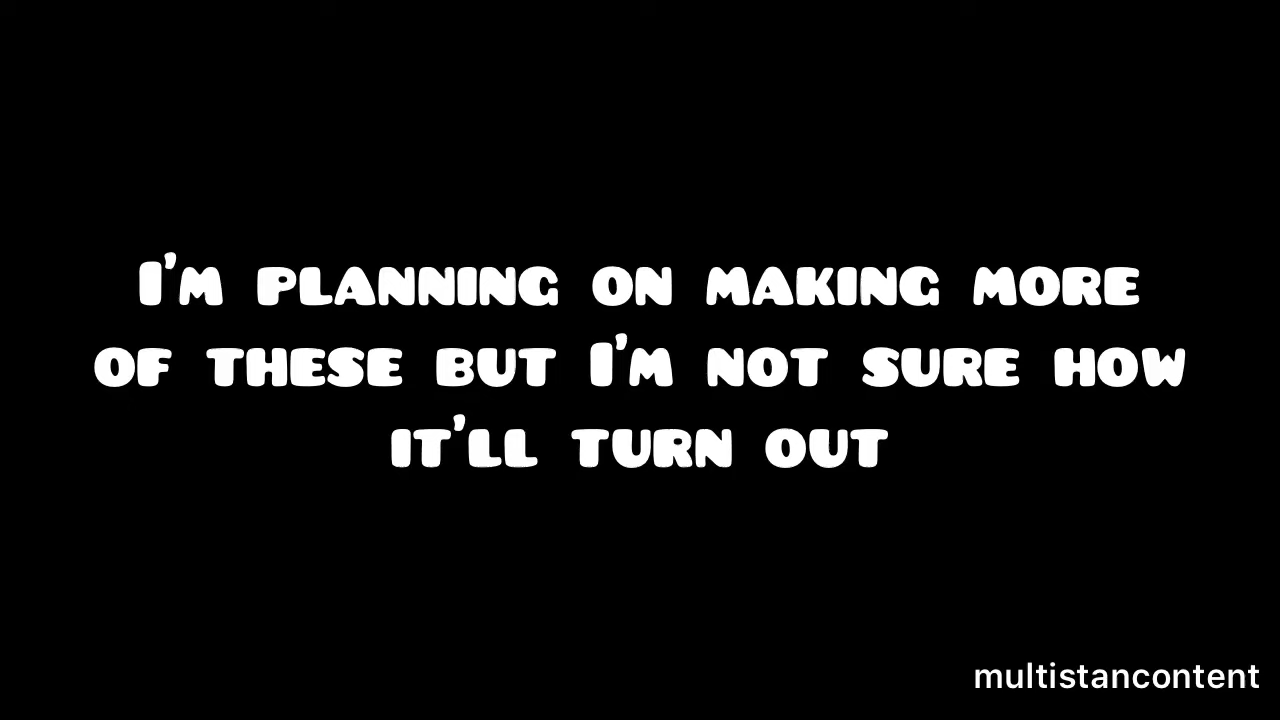 I'm planning on making more
of these but I'm not sure how
it'll turn out
multistancontent